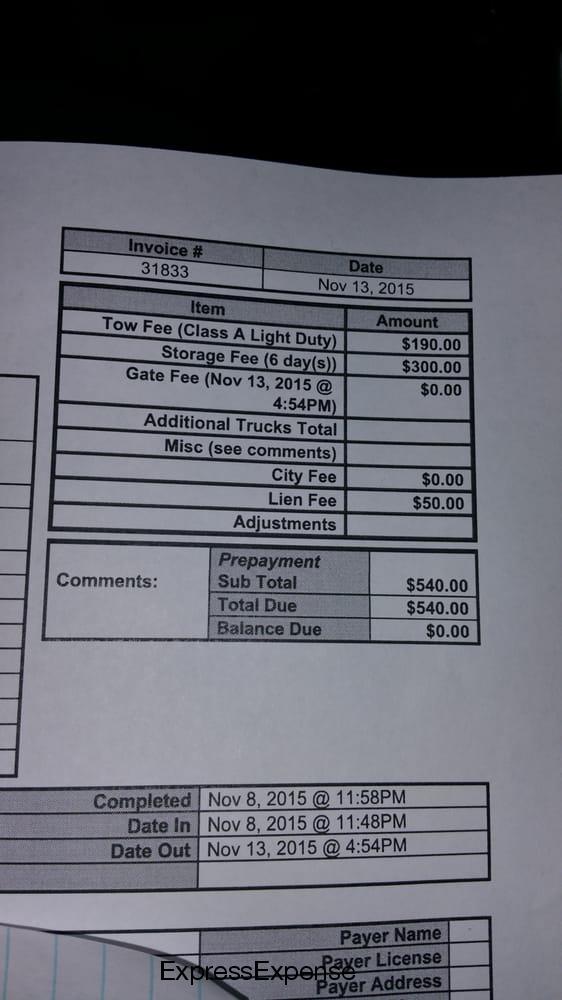 Invoice # Date
31833 Nov 13, 2015
Item Amount
Tow Fee (Class A Light Duty) $190.00
Storage Fee (6 day(s)) $300.00
Gate Fee (Nov 13, 2015 @ $0.00
4:54PM)
Additional Trucks Total
Misc (see comments)
City Fee $0.00
Lien Fee $50.00
Adjustments
Comments:
Prepayment
Sub Total $540.00
Total Due $540.00
Balance Due $0.00
Completed Nov 8, 2015 @ 11:58PM
Date In Nov 8, 2015 @ 11:48PM
Date Out Nov 13, 2015 @ 4:54PM
Payer Name
Payer License
ExpressExpense
Payer Address